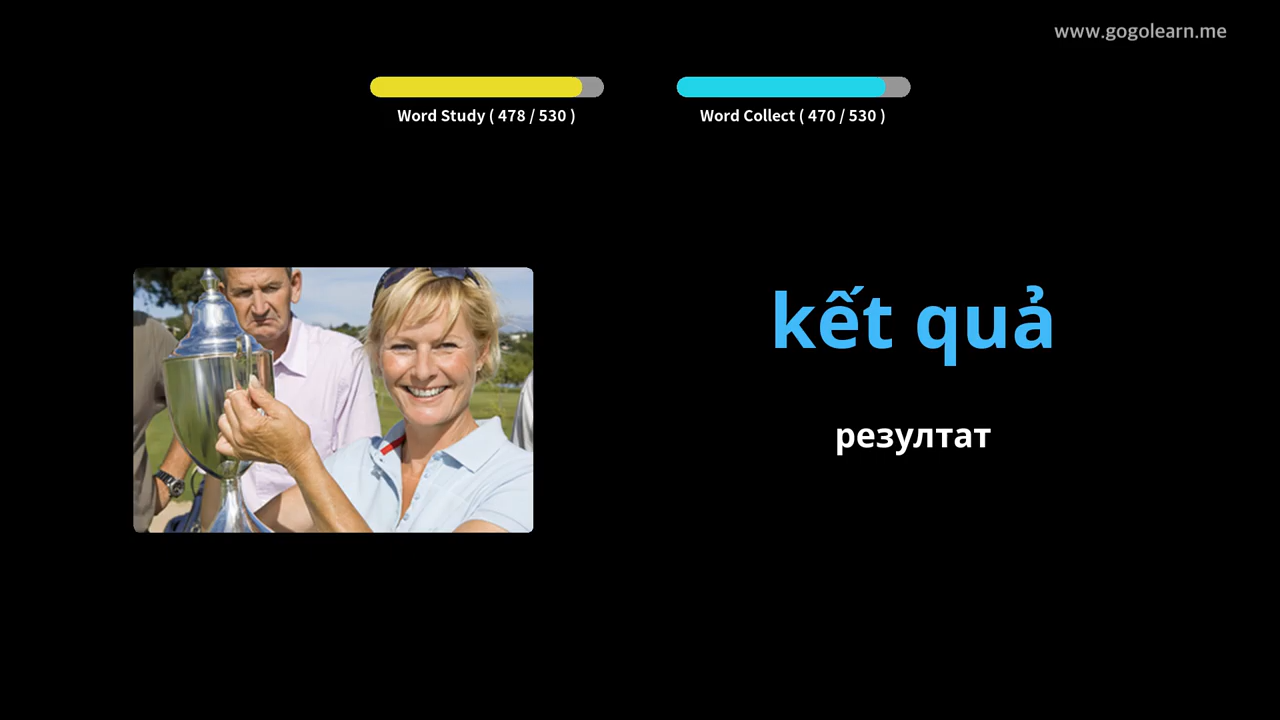 www.gogolearn.me
Word Study ( 478 / 530 )
Word Collect ( 470 / 530 )
kết quả
резултат